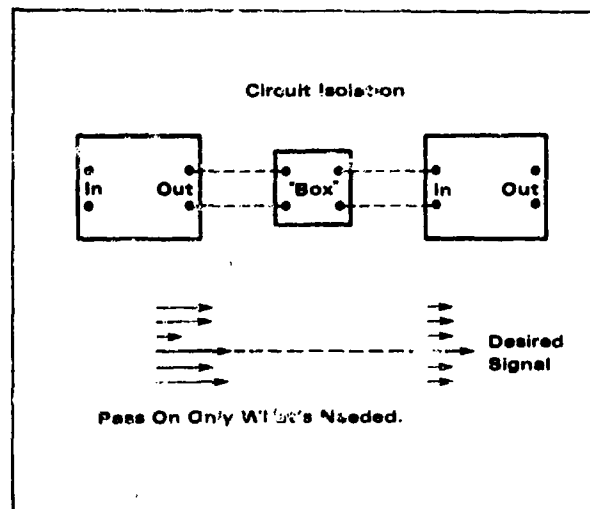 Circuit Isolation
In Out "Box" In Out
Desired
Signal
Pass On Only What's Needed.